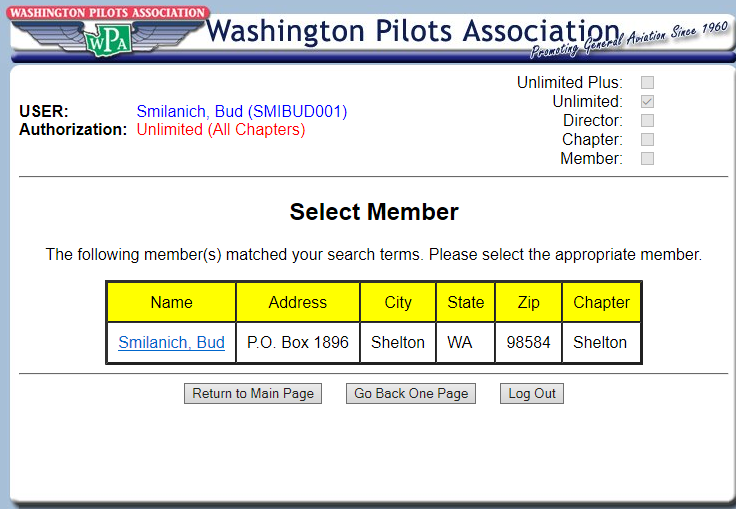 WASHINGTON PILOTS ASSOCIATION
WPA
Washington Pilots Association
Promoting General Aviation Since 1960
Unlimited Plus:
USER: Smilanich, Bud (SMIBUD001) Unlimited:
Authorization: Unlimited (All Chapters) Director:
Chapter:
Member:
Select Member
The following member(s) matched your search terms. Please select the appropriate member.
Name Address City State Zip Chapter
Smilanich, Bud P.O. Box 1896 Shelton WA 98584 Shelton
Return to Main Page Go Back One Page Log Out